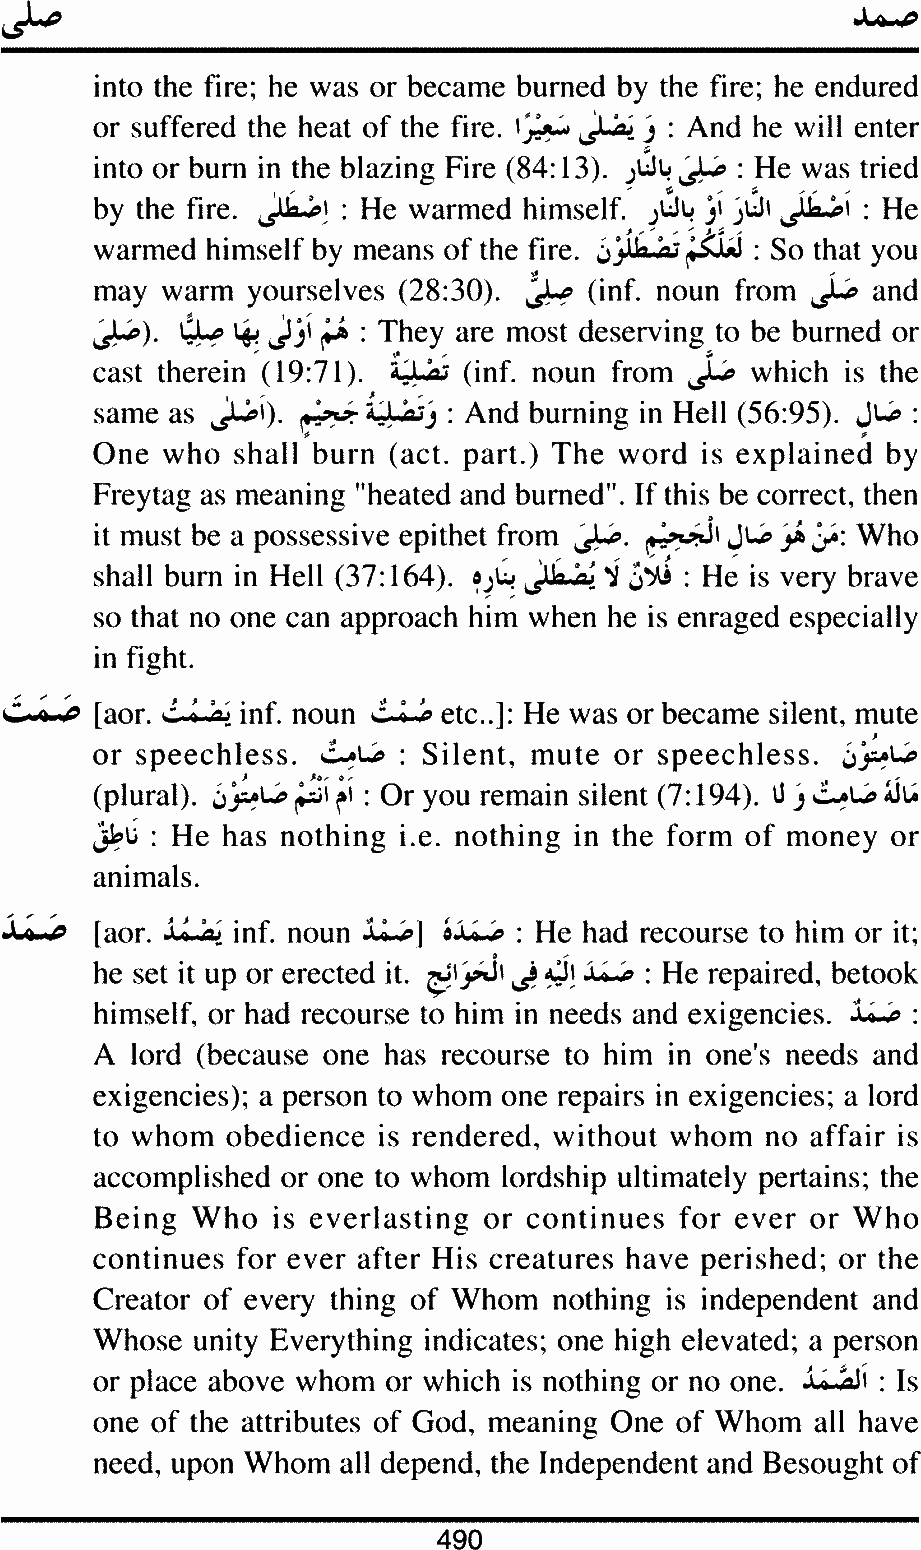 صلى صمد
into the fire; he was or became burned by the fire; he endured
or suffered the heat of the fire. وَ يَصْلٰى سَعِيْرًا : And he will enter
into or burn in the blazing Fire (84:13). صَلِىَ بِالنَّارِ : He was tried
by the fire. اِصْطَلٰى : He warmed himself. اَصْطَلَى النَّارَ اَوْ بِالنَّارِ : He
warmed himself by means of the fire. لَعَلَّكُمْ تَصْطَلُوْنَ : So that you
may warm yourselves (28:30). صِلِىٌّ (inf. noun from صَلَى and
صَلِىَ). هُمْ اَوْلٰى بِهَا صِلِيًّا : They are most deserving to be burned or
cast therein (19:71). تَصْلِيَةٌ (inf. noun from صَلّٰى which is the
same as اَصْلٰى). وَتَصْلِيَةُ جَحِيْمٍ : And burning in Hell (56:95). صَالٍ :
One who shall burn (act. part.) The word is explained by
Freytag as meaning "heated and burned". If this be correct, then
it must be a possessive epithet from صَلِىَ. مَنْ هُوَ صَالِ الْجَحِيْمِ: Who
shall burn in Hell (37:164). فُلَانٌ لَا يُصْطَلٰى بِنَارِهٖ : He is very brave
so that no one can approach him when he is enraged especially
in fight.
صَمَتَ [aor. يَصْمُتُ inf. noun صُمْتٌ etc..]: He was or became silent, mute
or speechless. صَامِتٌ : Silent, mute or speechless. صَامِتُوْنَ
(plural). اَمْ اَنْتُمْ صَامِتُوْنَ : Or you remain silent (7:194). مَالَهُ صَامِتٌ وَ لَا
نَاطِقٌ : He has nothing i.e. nothing in the form of money or
animals.
صَمَدَ [aor. يَصْمُدُ inf. noun صَمْدٌ] صَمَدَهُ : He had recourse to him or it;
he set it up or erected it. صَمَدَ اِلَيْهِ فِى الْحَوَائِجِ : He repaired, betook
himself, or had recourse to him in needs and exigencies. صَمَدٌ :
A lord (because one has recourse to him in one's needs and
exigencies); a person to whom one repairs in exigencies; a lord
to whom obedience is rendered, without whom no affair is
accomplished or one to whom lordship ultimately pertains; the
Being Who is everlasting or continues for ever or Who
continues for ever after His creatures have perished; or the
Creator of every thing of Whom nothing is independent and
Whose unity Everything indicates; one high elevated; a person
or place above whom or which is nothing or no one. اَلصَّمَدُ : Is
one of the attributes of God, meaning One of Whom all have
need, upon Whom all depend, the Independent and Besought of
490